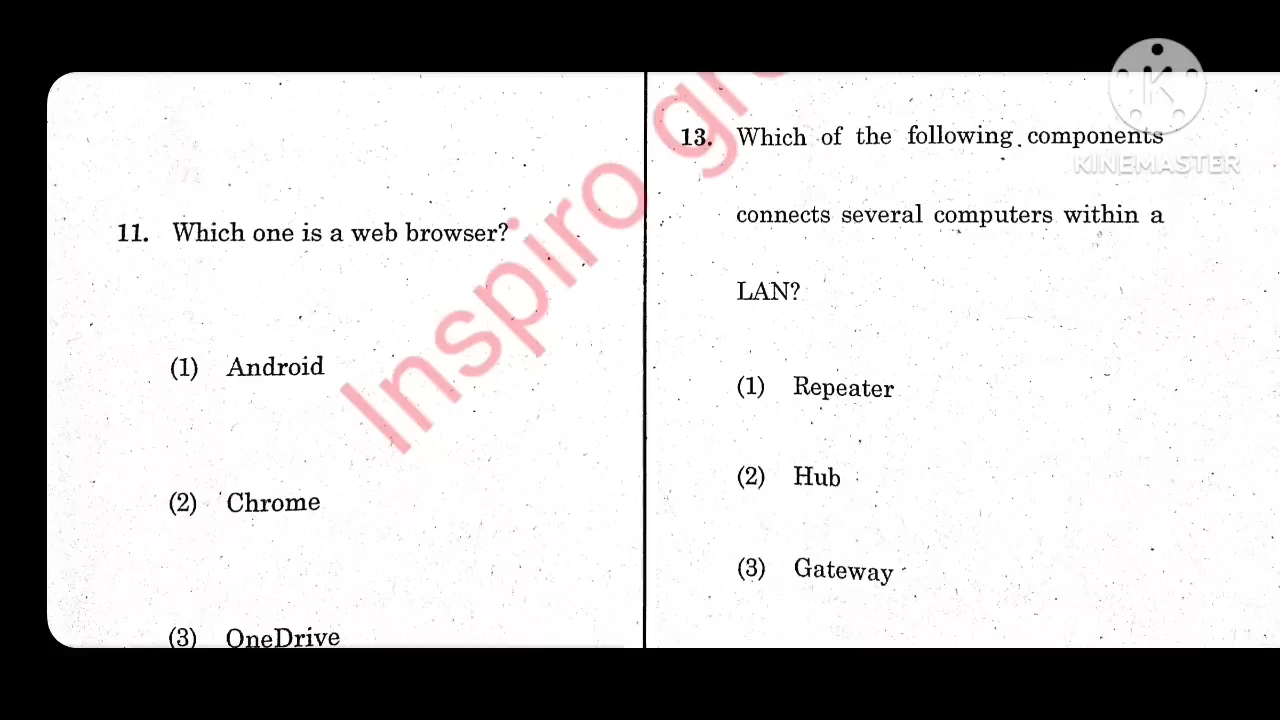 11. Which one is a web browser?
(1) Android
(2) Chrome
(3) OneDrive
13. Which of the following components
connects several computers within a
LAN?
(1) Repeater
(2) Hub
(3) Gateway
Inspiro gr
KINEMASTER